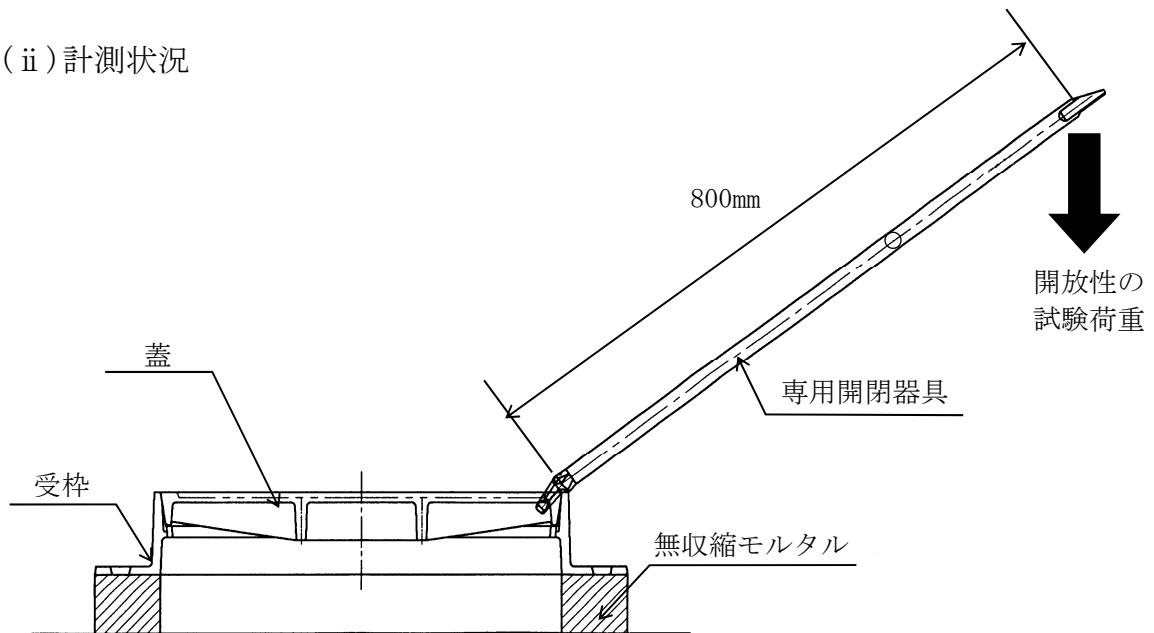 (ⅱ)計測状況
800mm
開放性の
試験荷重
蓋
専用開閉器具
受枠
無収縮モルタル